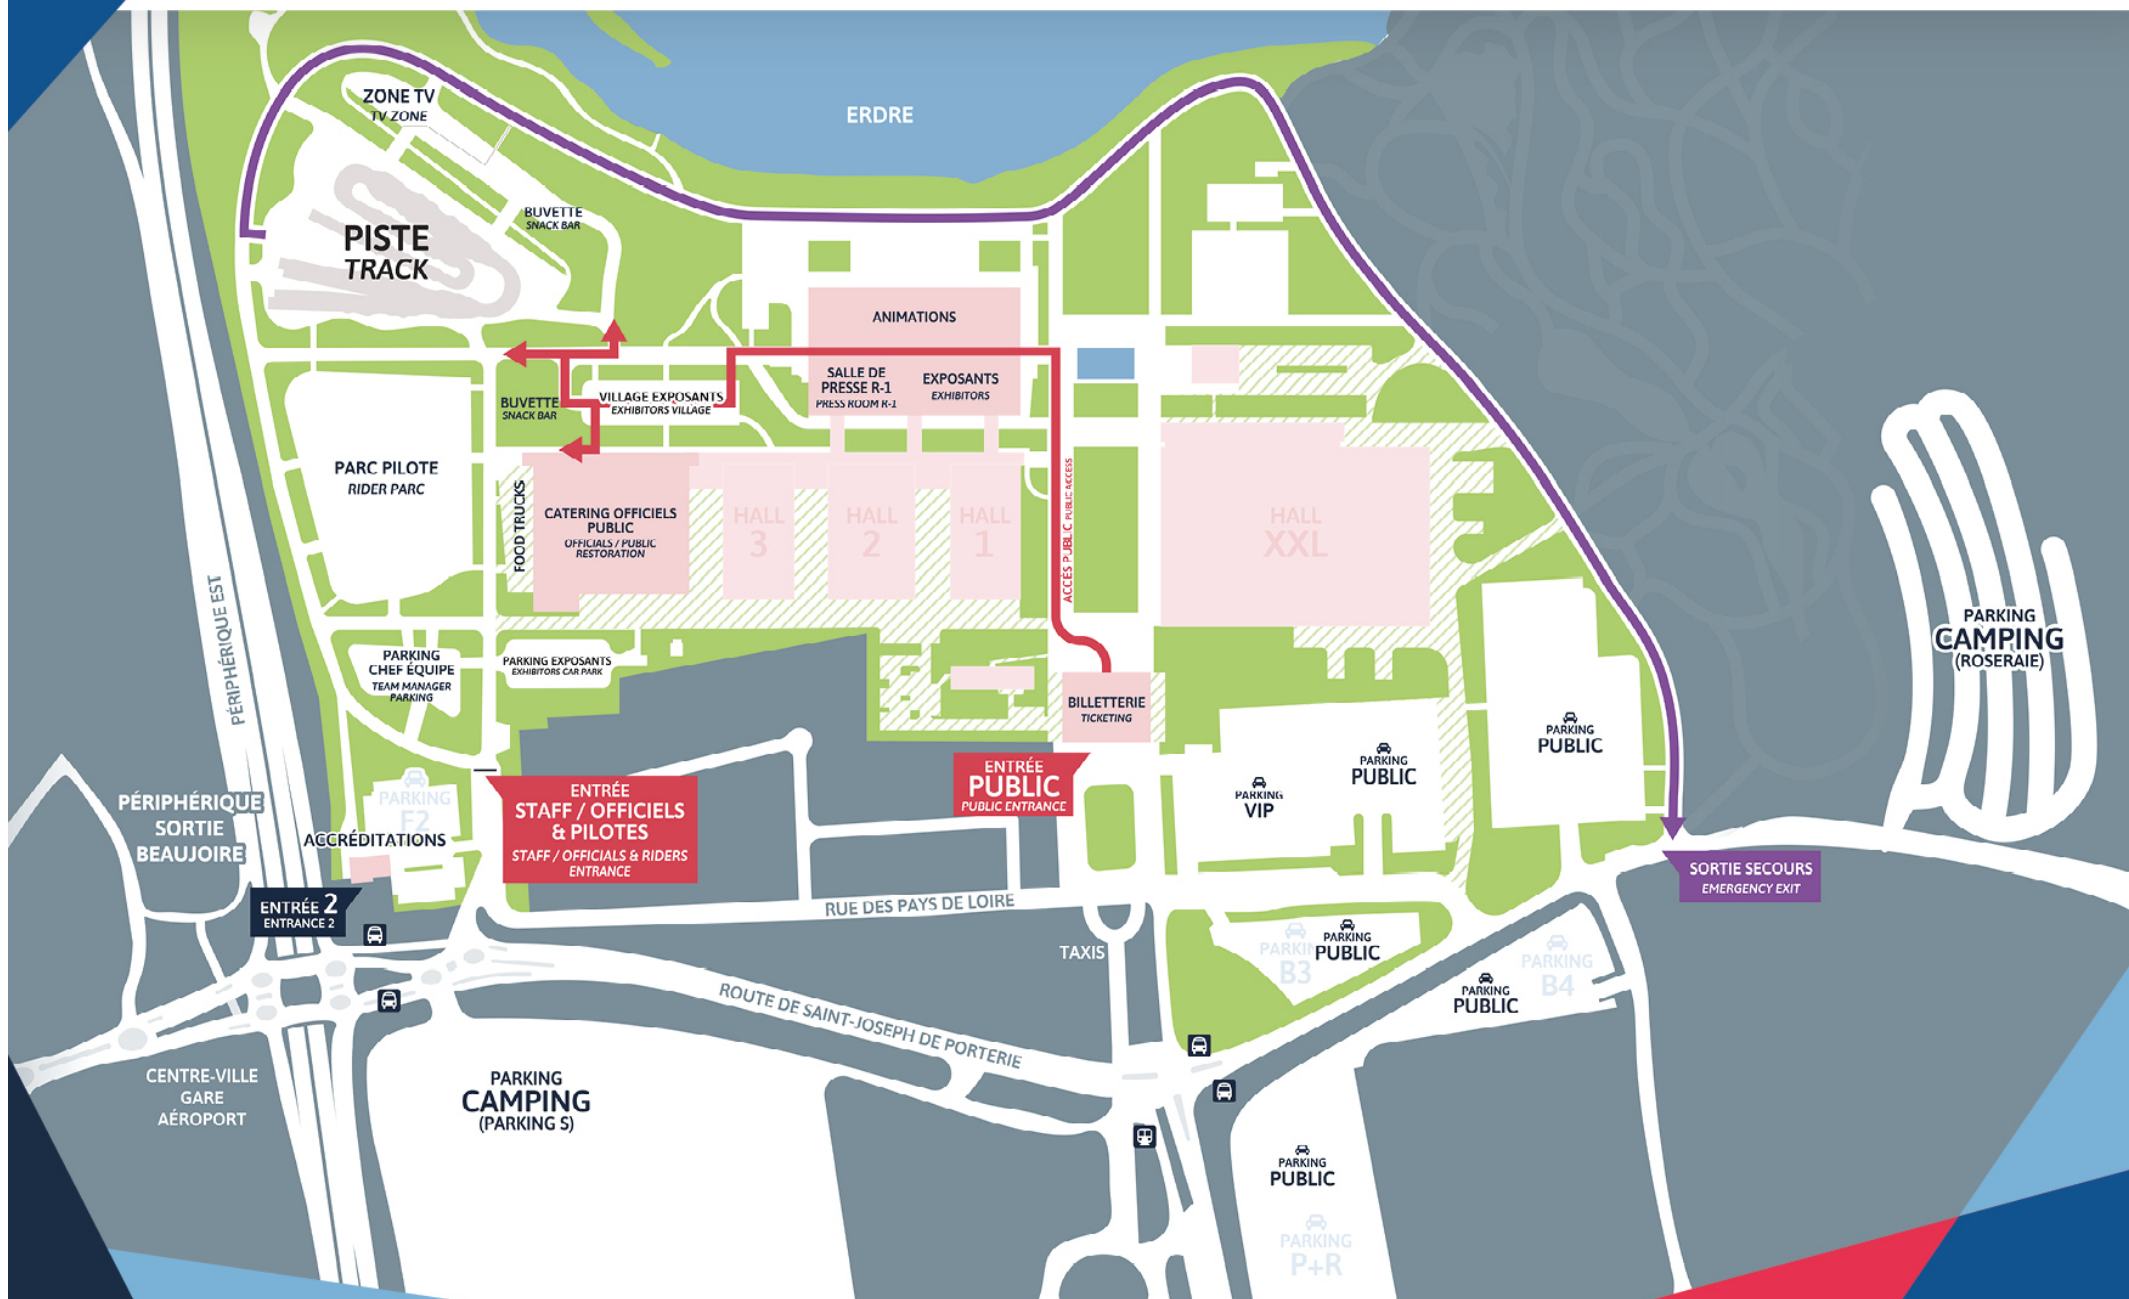 ERDRE
ZONE TV
TV ZONE
BUVETTE
SNACK BAR
PISTE
TRACK
ANIMATIONS
SALLE DE
PRESSE R-1
PRESS ROOM R-1
EXPOSANTS
EXHIBITORS
VILLAGE EXPOSANTS
EXHIBITORS VILLAGE
BUVETTE
SNACK BAR
PARC PILOTE
RIDER PARC
FOOD TRUCKS
CATERING OFFICIELS
PUBLIC
OFFICIALS / PUBLIC
RESTORATION
HALL
3
HALL
2
HALL
1
ACCÈS PUBLIC PUBLIC ACCESS
HALL
XXL
PÉRIPHÉRIQUE EST
PARKING
CHEF ÉQUIPE
TEAM MANAGER
PARKING
PARKING EXPOSANTS
EXHIBITORS CAR PARK
BILLETTERIE
TICKETING
PARKING
CAMPING
(ROSERAIE)
PARKING
PUBLIC
PARKING
PUBLIC
PARKING
VIP
ENTRÉE
PUBLIC
PUBLIC ENTRANCE
ENTRÉE
STAFF / OFFICIELS
& PILOTES
STAFF / OFFICIALS & RIDERS
ENTRANCE
PARKING
F2
ACCRÉDITATIONS
PÉRIPHÉRIQUE
SORTIE
BEAUJOIRE
ENTRÉE 2
ENTRANCE 2
SORTIE SECOURS
EMERGENCY EXIT
RUE DES PAYS DE LOIRE
TAXIS
PARKING
B3
PARKING
PUBLIC
PARKING
PUBLIC
PARKING
B4
ROUTE DE SAINT-JOSEPH DE PORTERIE
CENTRE-VILLE
GARE
AÉROPORT
PARKING
CAMPING
(PARKING S)
PARKING
PUBLIC
PARKING
P+R